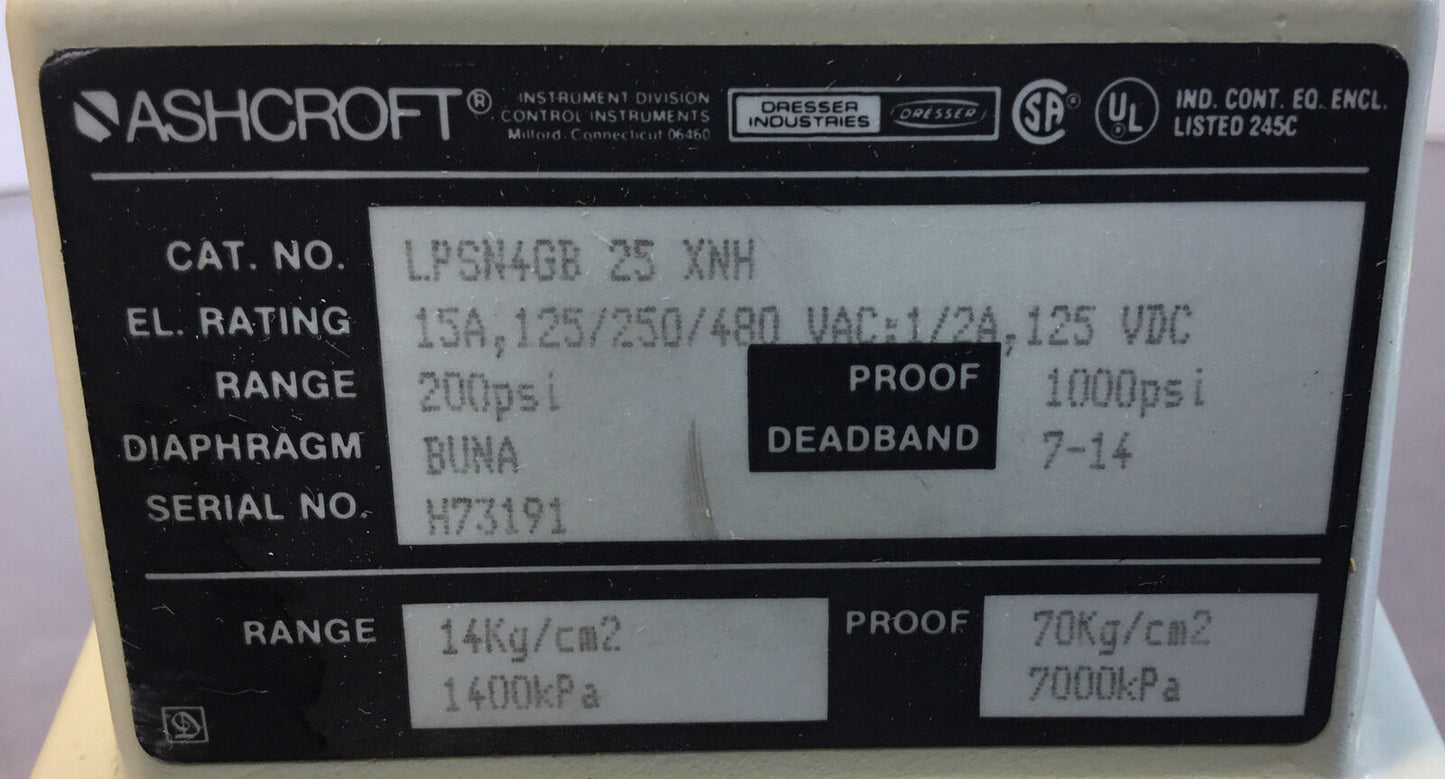 ASHCROFT®
INSTRUMENT DIVISION
CONTROL INSTRUMENTS
Milford, Connecticut 06460
DRESSER
INDUSTRIES
DRESSER
SA®
UL®
IND. CONT. EQ. ENCL.
LISTED 245C
CAT. NO. LPSN4GB 25 XNH
EL. RATING 15A,125/250/480 VAC:1/2A,125 VDC
RANGE 200psi PROOF 1000psi
DIAPHRAGM BUNA DEADBAND 7-14
SERIAL NO. H73191
RANGE 14Kg/cm2 PROOF 70Kg/cm2
1400kPa 7000kPa